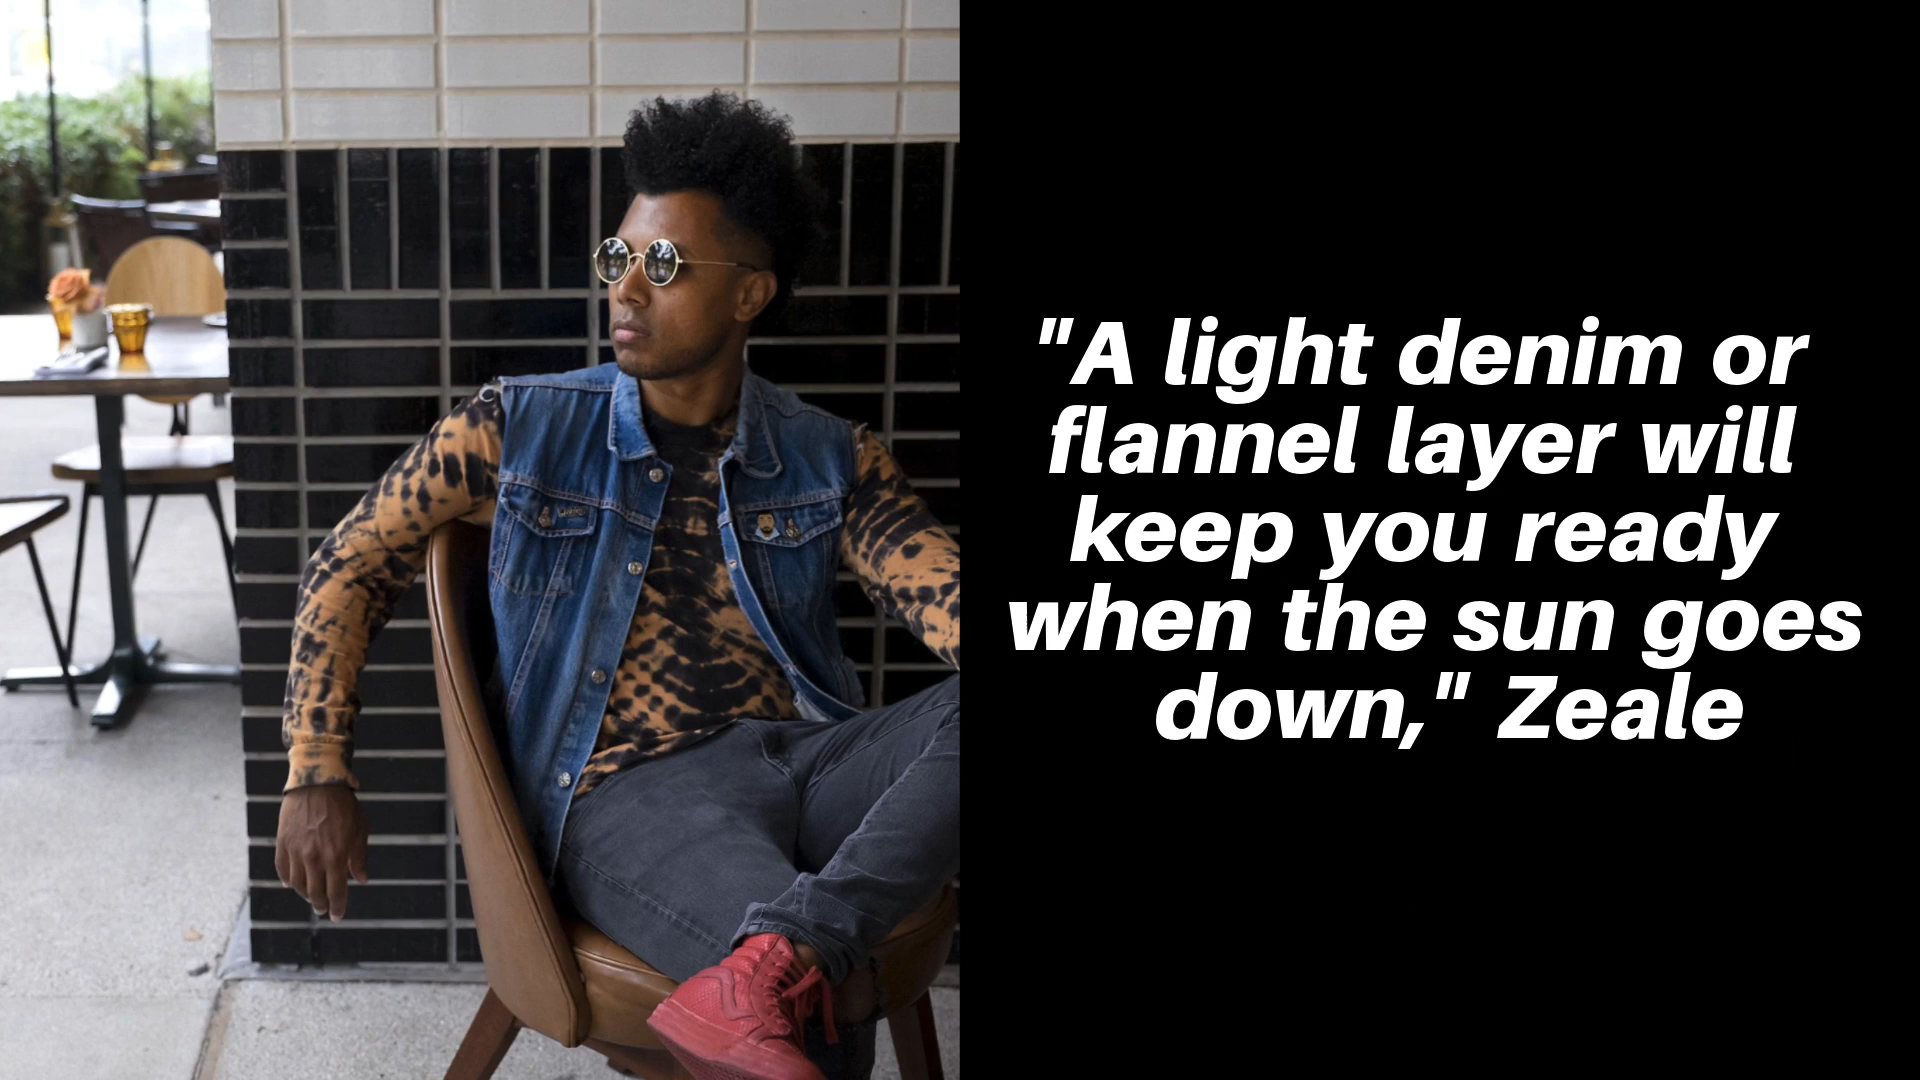 "A light denim or
flannel layer will
keep you ready
when the sun goes
down," Zeale